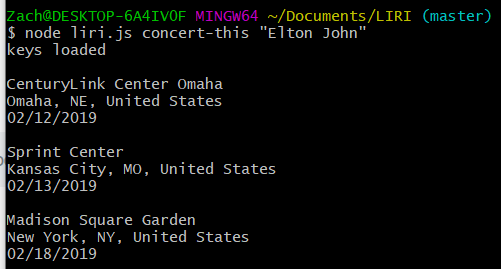 Zach@DESKTOP-6A4IV0F MINGW64 ~/Documents/LIRI (master)
$ node liri.js concert-this "Elton John"
keys loaded
CenturyLink Center Omaha
Omaha, NE, United States
02/12/2019
Sprint Center
Kansas City, MO, United States
02/13/2019
Madison Square Garden
New York, NY, United States
02/18/2019